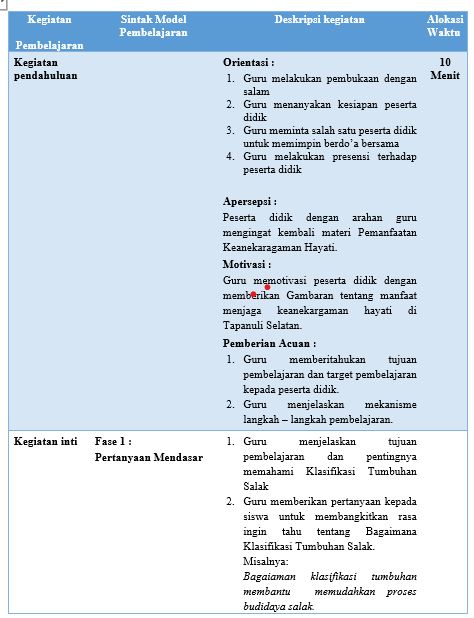 Kegiatan Pembelajaran
Sintak Model Pembelajaran
Deskripsi kegiatan
Alokasi Waktu
Kegiatan pendahuluan
Orientasi :
1. Guru melakukan pembukaan dengan
salam
2. Guru menanyakan kesiapan peserta
didik
3. Guru meminta salah satu peserta didik
untuk memimpin berdo’a bersama
4. Guru melakukan presensi terhadap
peserta didik
Apersepsi :
Peserta didik dengan arahan guru
mengingat kembali materi Pemanfaatan
Keanekaragaman Hayati.
Motivasi :
Guru memotivasi peserta didik dengan
memberikan Gambaran tentang manfaat
menjaga keanekargaman hayati di
Tapanuli Selatan.
Pemberian Acuan :
1. Guru memberitahukan tujuan
pembelajaran dan target pembelajaran
kepada peserta didik.
2. Guru menjelaskan mekanisme
langkah – langkah pembelajaran.
10 Menit
Kegiatan inti
Fase 1 :
Pertanyaan Mendasar
1. Guru menjelaskan tujuan
pembelajaran dan pentingnya
memahami Klasifikasi Tumbuhan
Salak
2. Guru memberikan pertanyaan kepada
siswa untuk membangkitkan rasa
ingin tahu tentang Bagaimana
Klasifikasi Tumbuhan Salak.
Misalnya:
Bagaiaman klasifikasi tumbuhan
membantu memudahkan proses
budidaya salak.